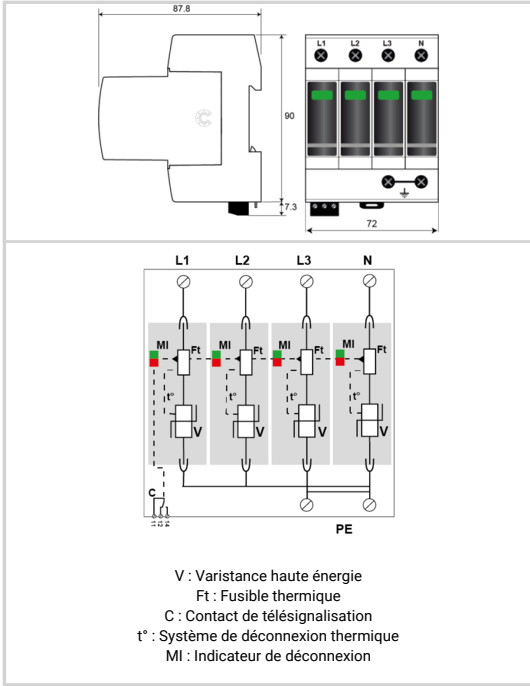 87.8
L1 L2 L3 N
90
7.3
72
L1 L2 L3 N
MI Ft MI Ft MI Ft MI Ft
t° t° t° t°
V V V V
C
11 12 14
PE
V : Varistance haute énergie
Ft : Fusible thermique
C : Contact de télésignalisation
t° : Système de déconnexion thermique
MI : Indicateur de déconnexion